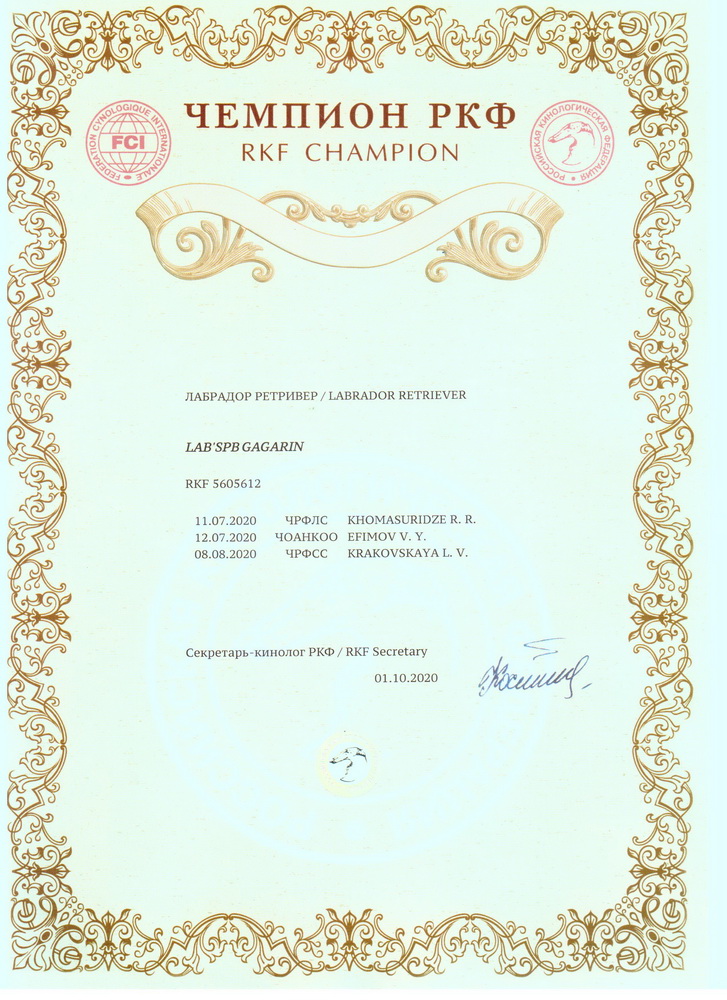 ЧЕМПИОН РКФ
RKF CHAMPION
FEDERATION CYNOLOGIQUE INTERNATIONALE
FCI
РОССИЙСКАЯ КИНОЛОГИЧЕСКАЯ ФЕДЕРАЦИЯ
ЛАБРАДОР РЕТРИВЕР / LABRADOR RETRIEVER
LAB'SPB GAGARIN
RKF 5605612
11.07.2020 ЧРФЛС KHOMASURIDZE R. R.
12.07.2020 ЧОАНКОО EFIMOV V. Y.
08.08.2020 ЧРФСС KRAKOVSKAYA L. V.
Секретарь-кинолог РКФ / RKF Secretary
01.10.2020